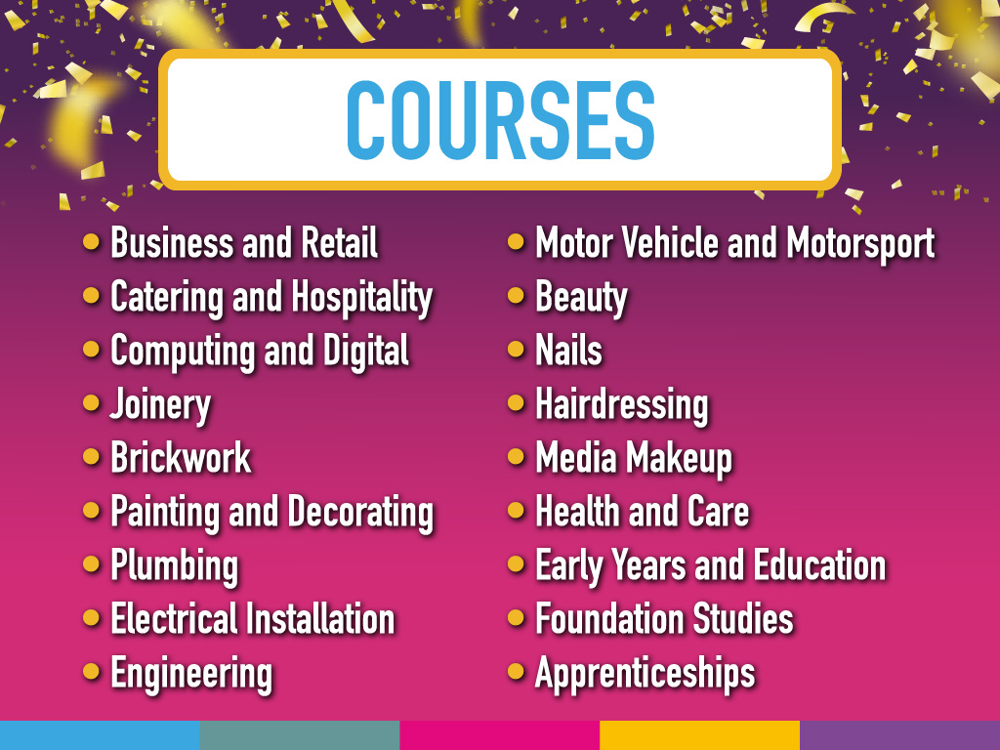 COURSES
• Business and Retail
• Catering and Hospitality
• Computing and Digital
• Joinery
• Brickwork
• Painting and Decorating
• Plumbing
• Electrical Installation
• Engineering
• Motor Vehicle and Motorsport
• Beauty
• Nails
• Hairdressing
• Media Makeup
• Health and Care
• Early Years and Education
• Foundation Studies
• Apprenticeships